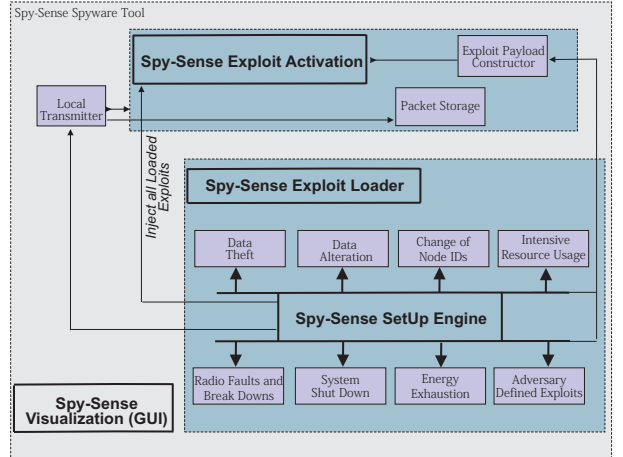 Spy-Sense Spyware Tool
Spy-Sense Exploit Activation
Exploit Payload
Constructor
Local
Transmitter
Packet Storage
Inject all Loaded
Exploits
Spy-Sense Exploit Loader
Data
Theft
Data
Alteration
Change of
Node IDs
Intensive
Resource Usage
Spy-Sense SetUp Engine
Radio Faults and
Break Downs
System
Shut Down
Energy
Exhaustion
Adversary
Defined Exploits
Spy-Sense
Visualization (GUI)